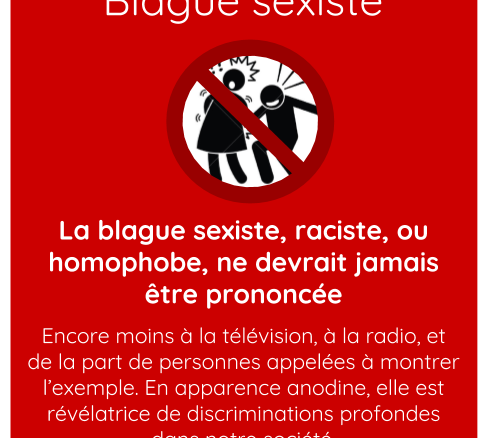 Blague sexiste
La blague sexiste, raciste, ou
homophobe, ne devrait jamais
être prononcée
Encore moins à la télévision, à la radio, et
de la part de personnes appelées à montrer
l’exemple. En apparence anodine, elle est
révélatrice de discriminations profondes
dans notre société